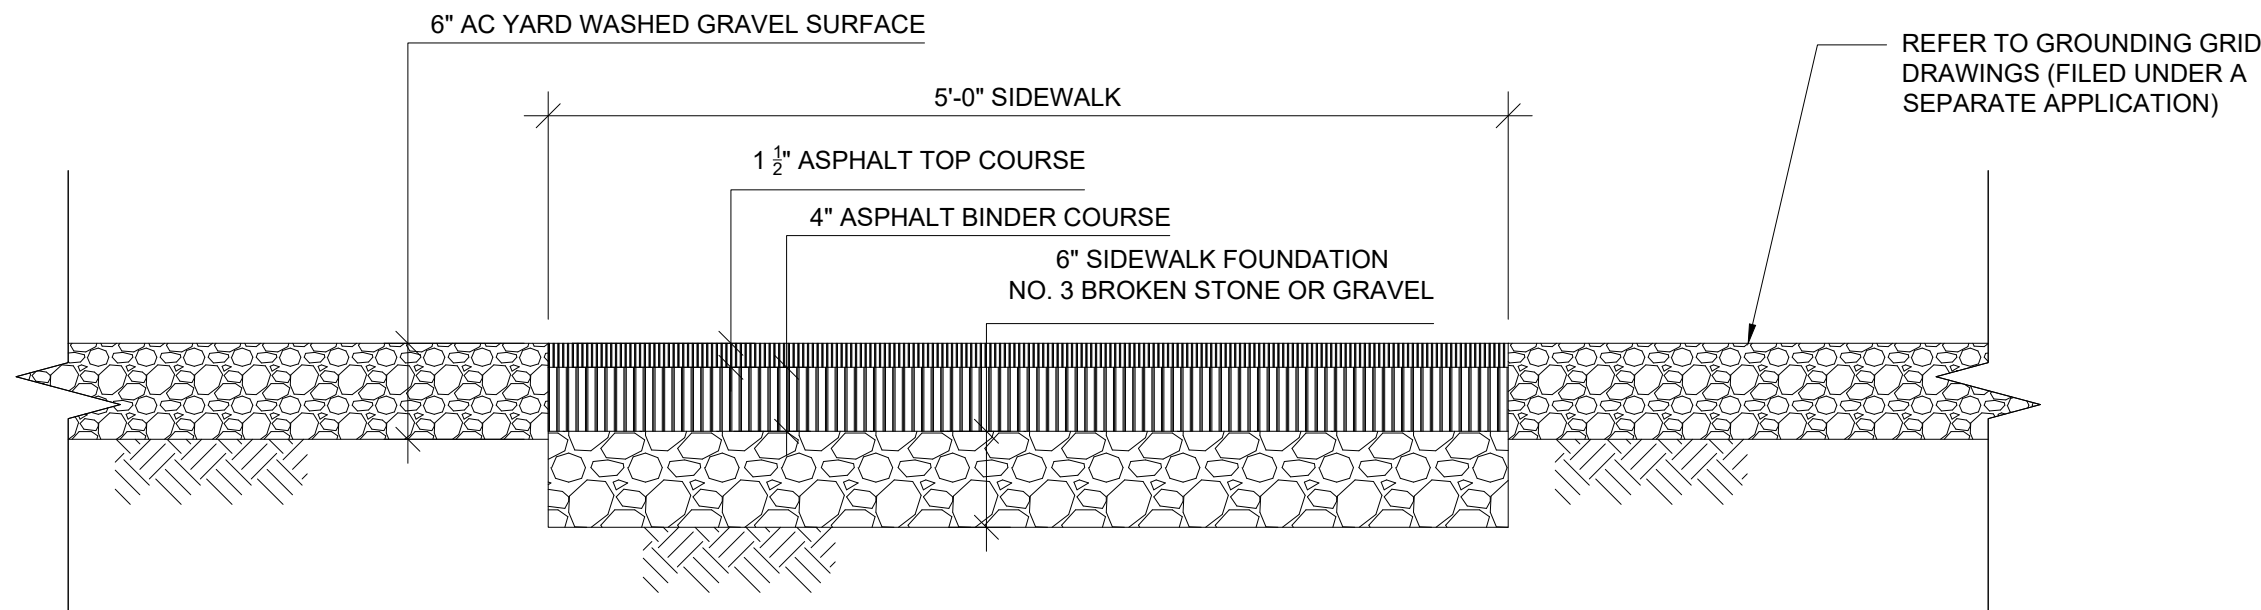 6" AC YARD WASHED GRAVEL SURFACE
REFER TO GROUNDING GRID
DRAWINGS (FILED UNDER A
SEPARATE APPLICATION)
5'-0" SIDEWALK
1 1/2" ASPHALT TOP COURSE
4" ASPHALT BINDER COURSE
6" SIDEWALK FOUNDATION
NO. 3 BROKEN STONE OR GRAVEL